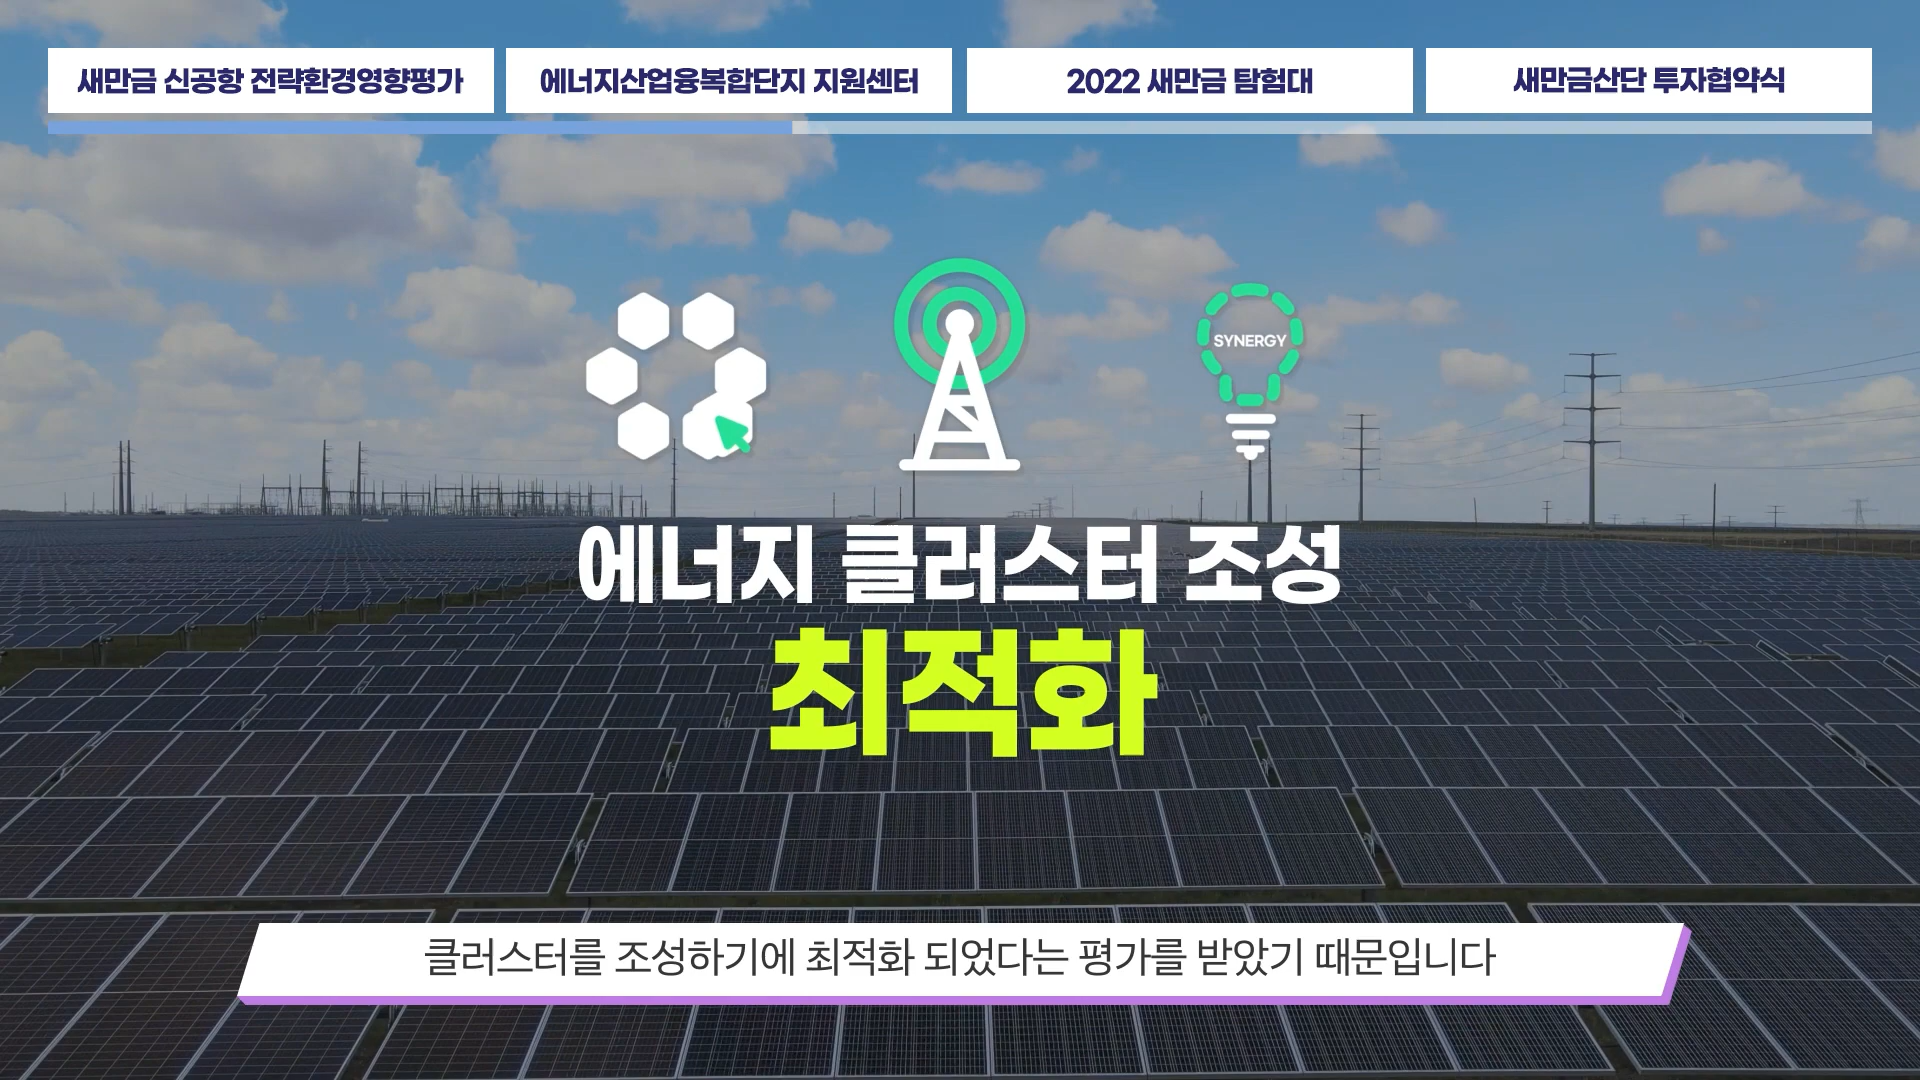 새만금 신공항 전략환경영향평가
에너지산업융복합단지 지원센터
2022 새만금 탐험대
새만금산단 투자협약식
SYNERGY
에너지 클러스터 조성
최적화
클러스터를 조성하기에 최적화 되었다는 평가를 받았기 때문입니다